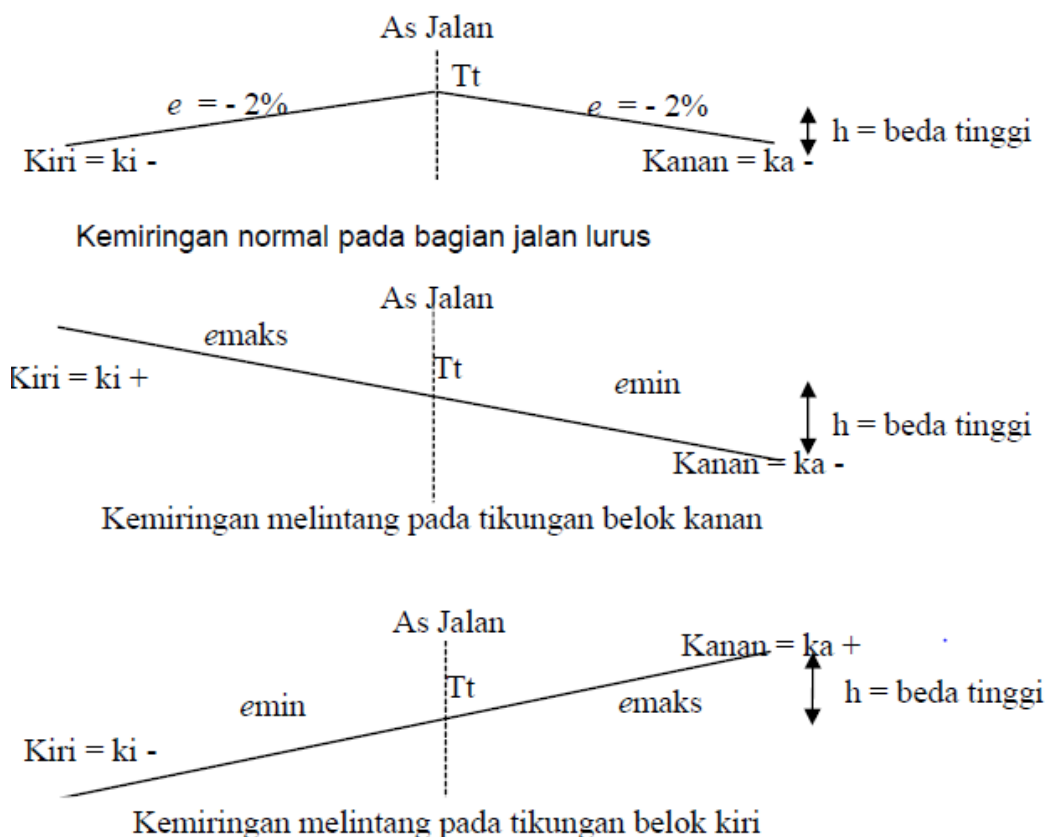 As Jalan
Tt
e = - 2%
e = - 2%
h = beda tinggi
Kiri = ki -
Kanan = ka -
Kemiringan normal pada bagian jalan lurus
As Jalan
emaks
Tt
Kiri = ki +
emin
h = beda tinggi
Kanan = ka -
Kemiringan melintang pada tikungan belok kanan
As Jalan
Kanan = ka +
Tt
emin
emaks
h = beda tinggi
Kiri = ki -
Kemiringan melintang pada tikungan belok kiri